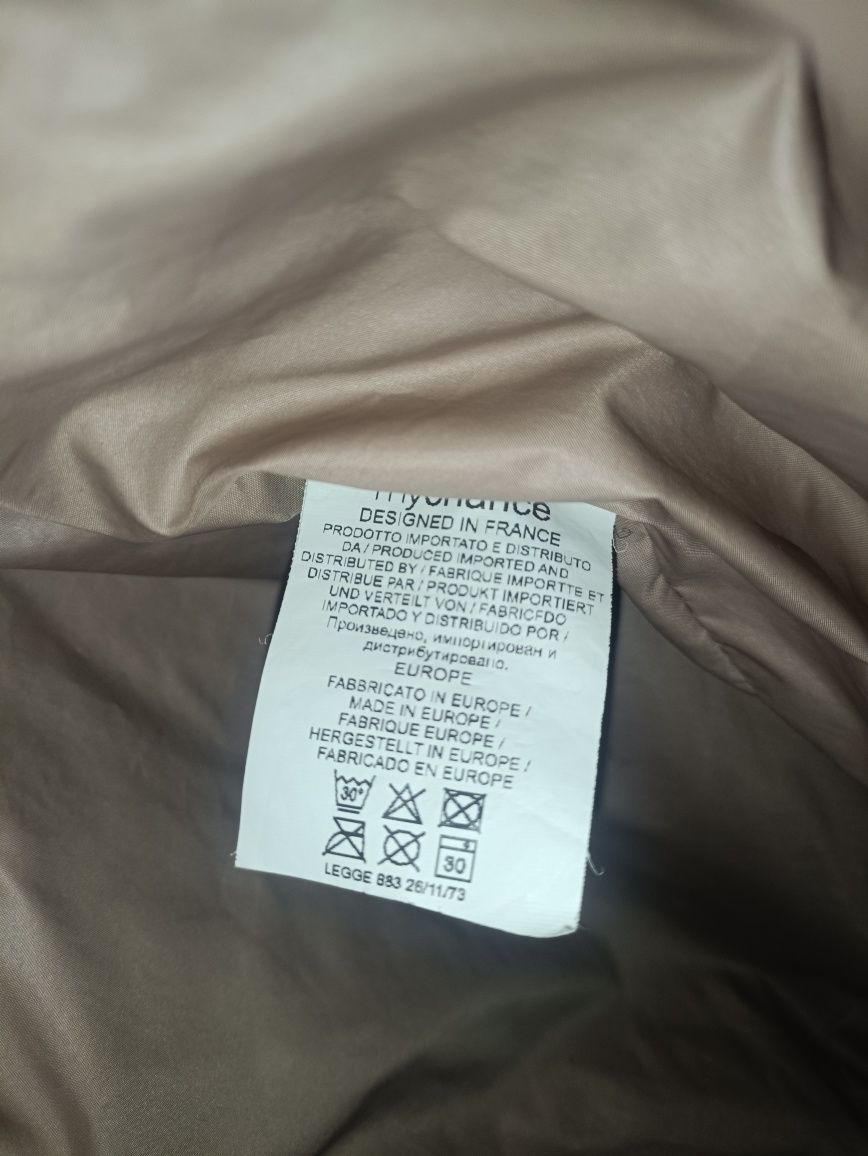 mychance
DESIGNED IN FRANCE
PRODOTTO IMPORTATO E DISTRIBUTO
DA / PRODUCED IMPORTED AND
DISTRIBUTED BY / FABRIQUE IMPORTTE ET
DISTRIBUE PAR / PRODUKT IMPORTIERT
UND VERTEILT VON / FABRICFDO
IMPORTADO Y DISTRIBUIDO POR /
Произведено, импортирован и
дистрибутировано.
EUROPE
FABBRICATO IN EUROPE /
MADE IN EUROPE /
FABRIQUE EUROPE /
HERGESTELLT IN EUROPE /
FABRICADO EN EUROPE
30°
30
LEGGE 883 26/11/73